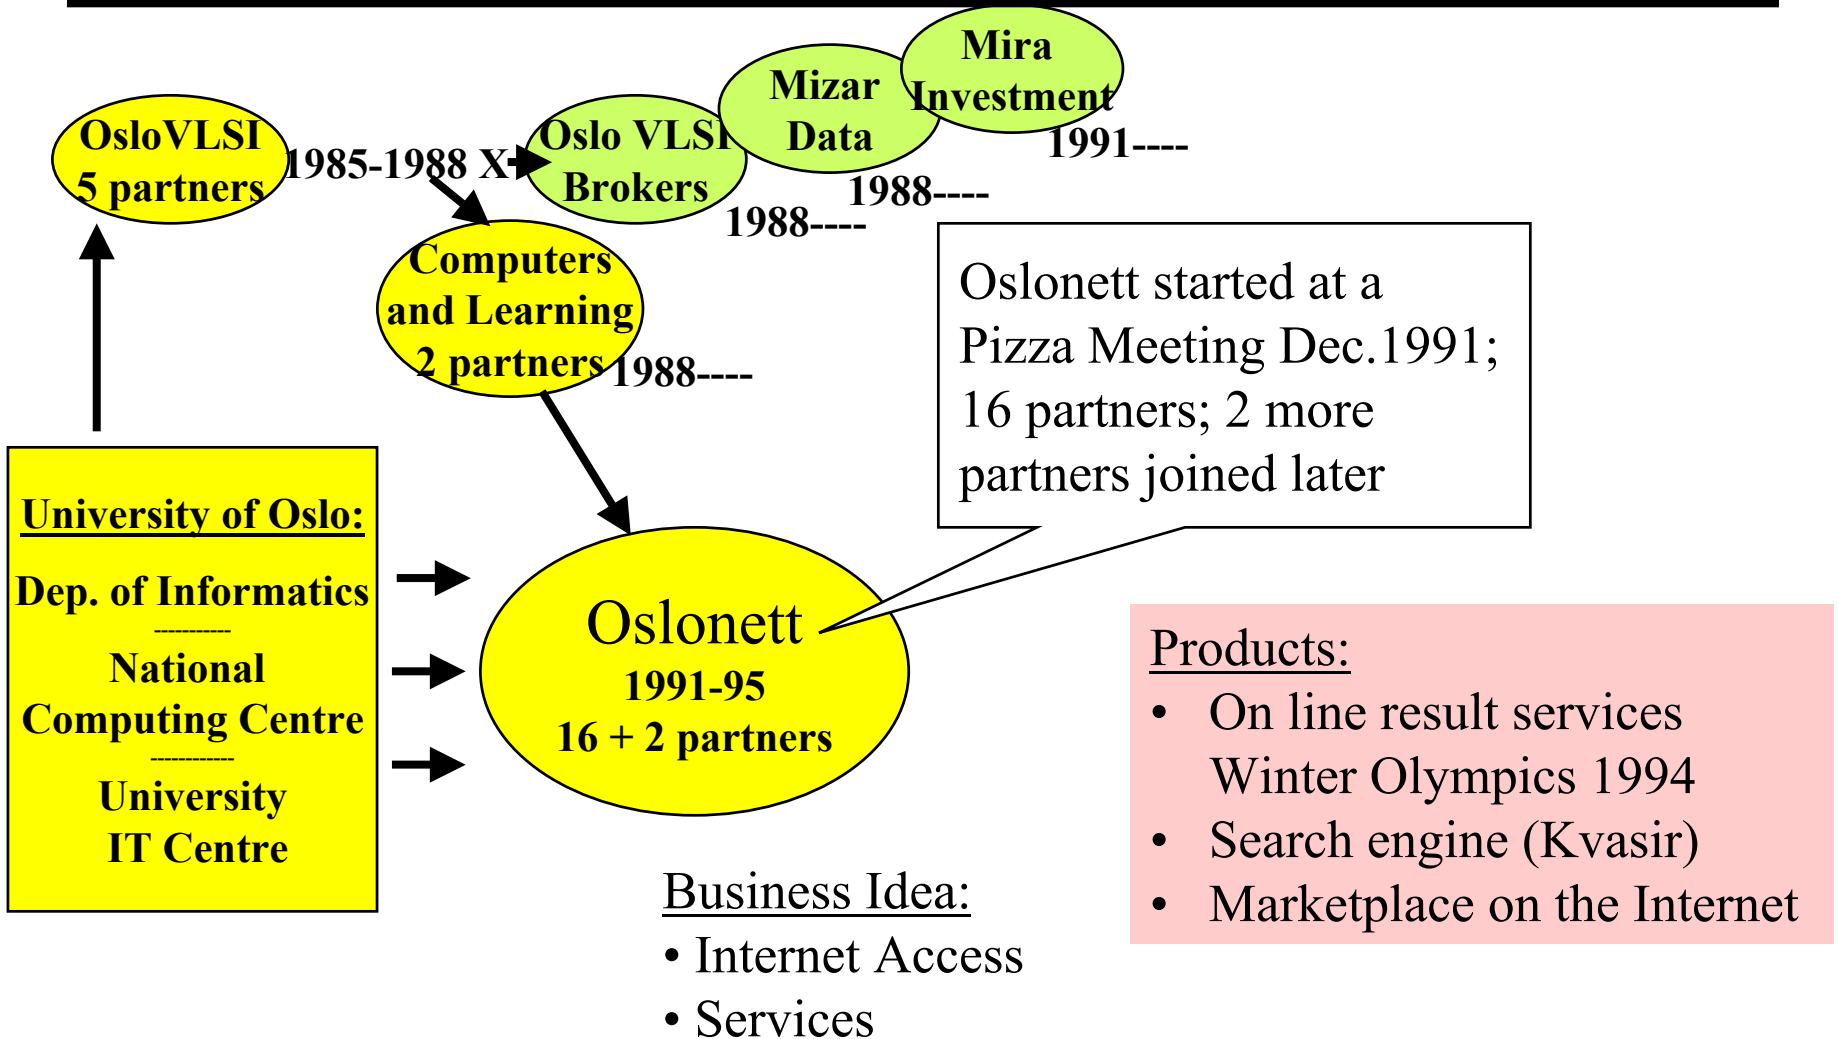 Mira
Investment
1991----
Mizar
Data
1988----
Oslo VLSI
Brokers
1988----
OsloVLSI
5 partners
1985-1988 X
Computers
and Learning
2 partners
1988----
Oslonett started at a
Pizza Meeting Dec.1991;
16 partners; 2 more
partners joined later
University of Oslo:
Dep. of Informatics
-----------
National
Computing Centre
------------
University
IT Centre
Oslonett
1991-95
16 + 2 partners
Products:
• On line result services
Winter Olympics 1994
• Search engine (Kvasir)
• Marketplace on the Internet
Business Idea:
• Internet Access
• Services